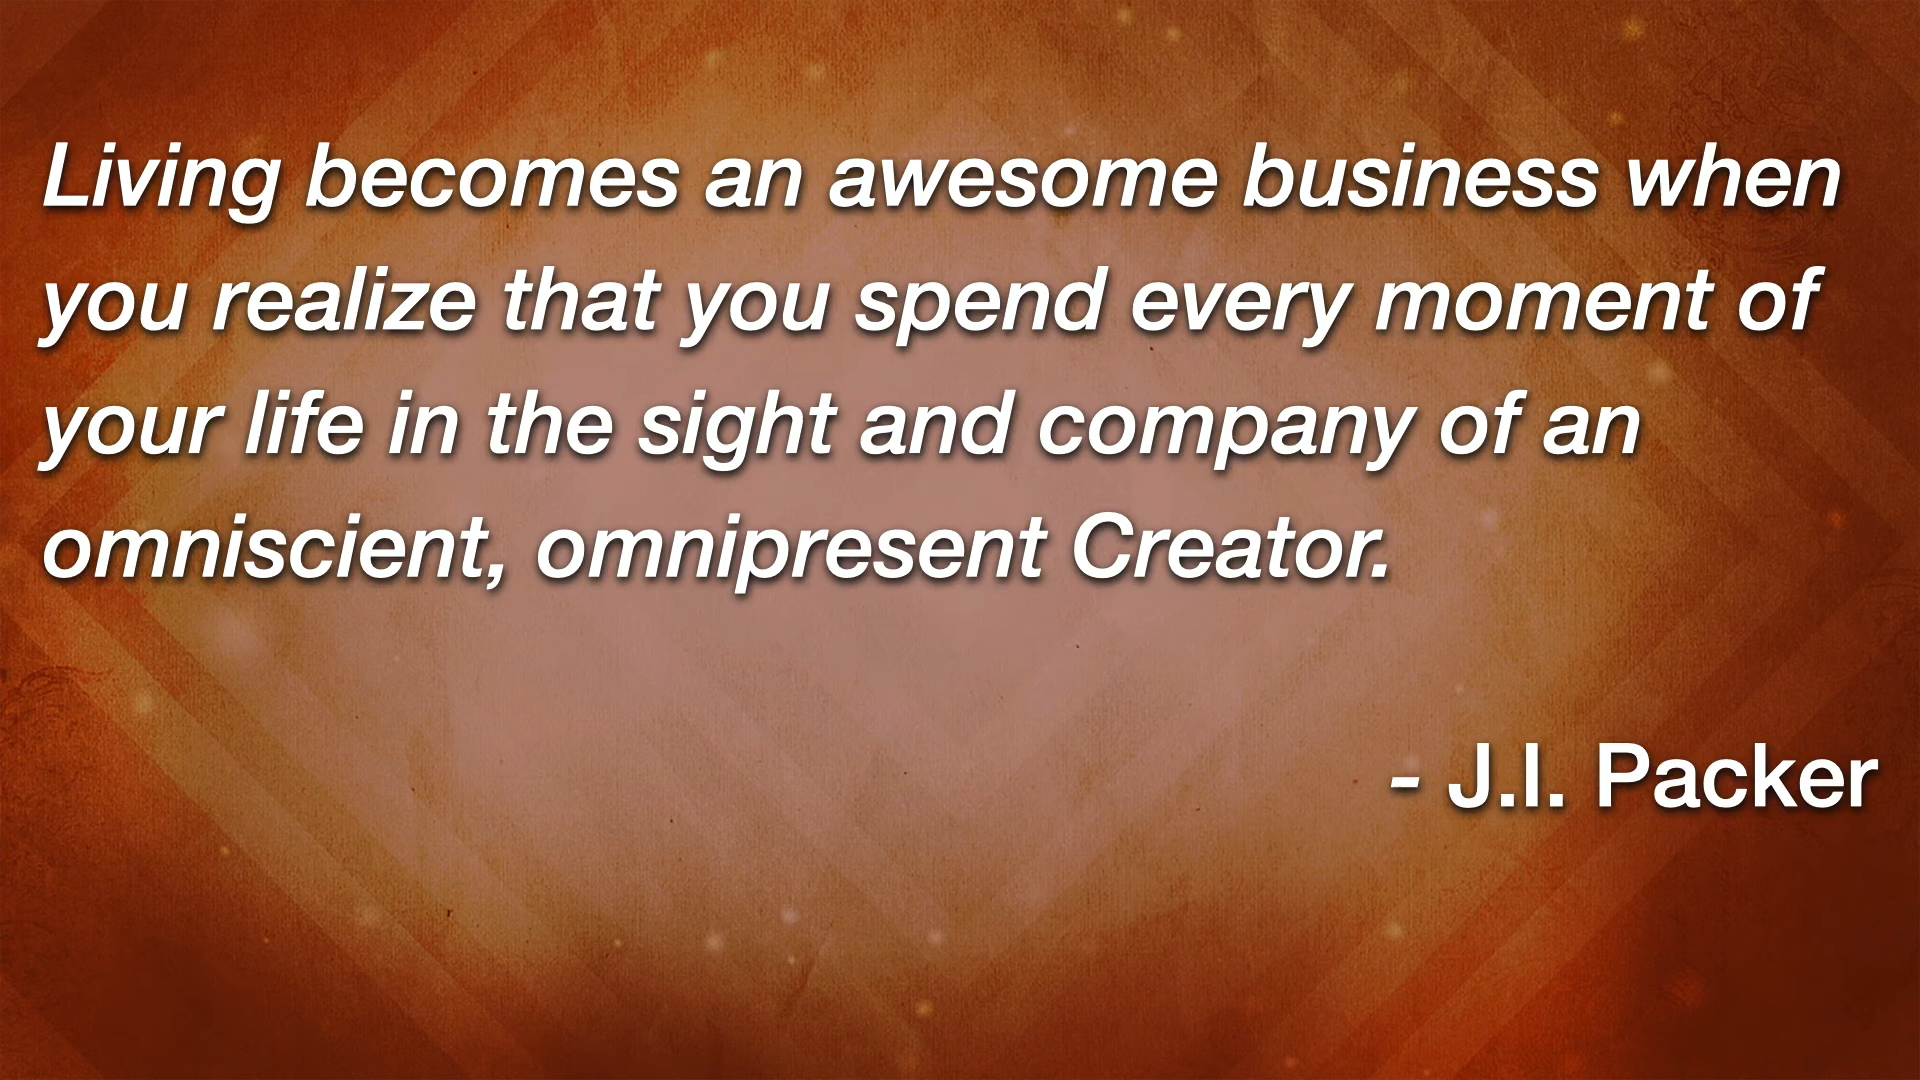 Living becomes an awesome business when
you realize that you spend every moment of
your life in the sight and company of an
omniscient, omnipresent Creator.
- J.I. Packer